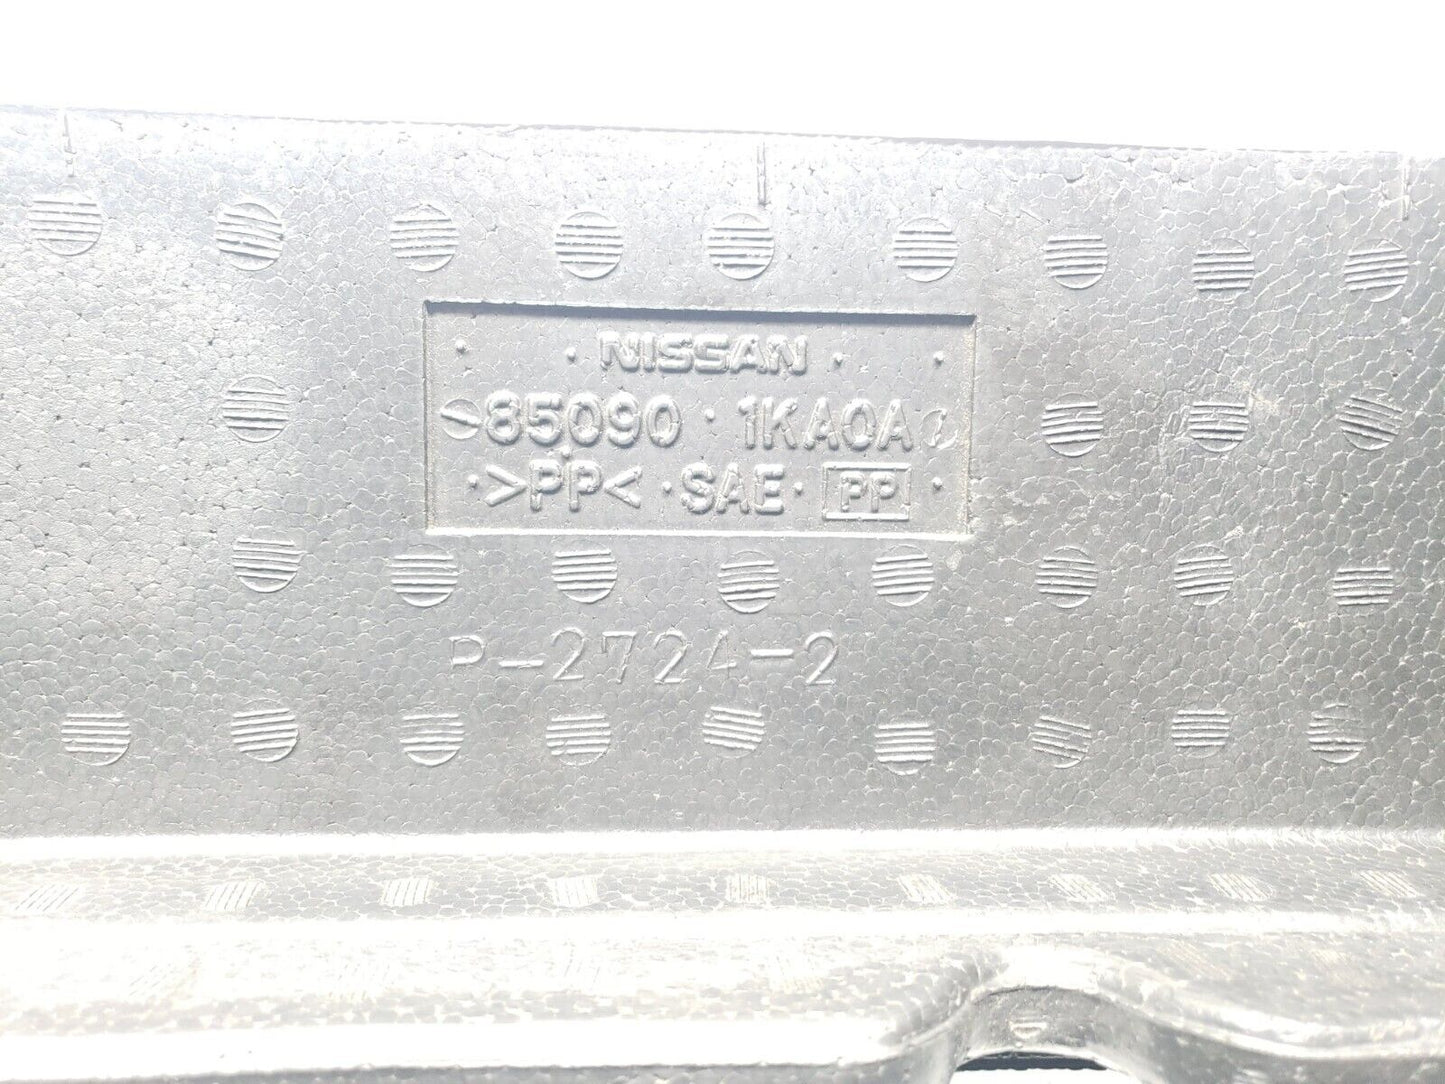 NISSAN
85090 · 1KA0A
>PP< · SAE · PP
P-2724-2